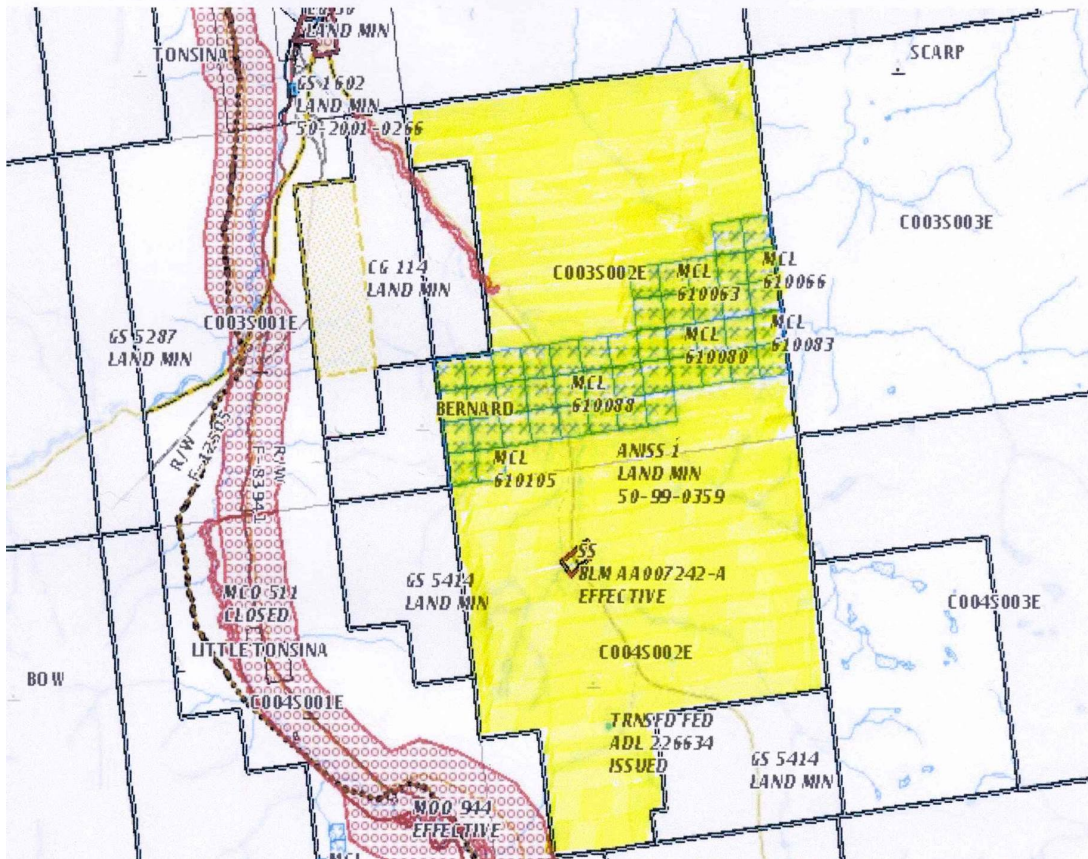 LAND MIN
TONSINA
SCARP
GS 1602
LAND MIN
50-2001-0266
C003S003E
CG 114
LAND MIN
C003S002E
MCL
610066
MCL
610063
C003S001E
MCL
610083
GS 5287
LAND MIN
MCL
610080
MCL
610088
BERNARD
R/W
R/W
ANISS 1
LAND MIN
50-99-0359
MCL
610105
SS
BLM AA007242-A
EFFECTIVE
GS 5414
LAND MIN
MCO 511
CLOSED
C004S003E
LITTLE TONSINA
C004S002E
BOW
C004S001E
TRNSFD FED
ADL 226634
ISSUED
GS 5414
LAND MIN
MOO 944
EFFECTIVE
MCL